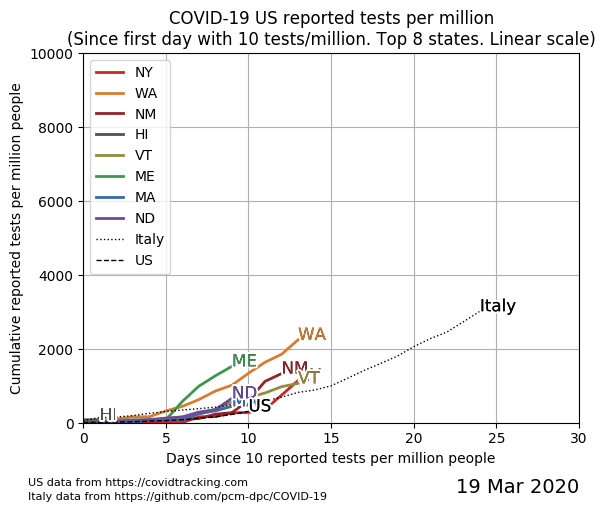 COVID-19 US reported tests per million
(Since first day with 10 tests/million. Top 8 states. Linear scale)
Cumulative reported tests per million people
10000
8000
6000
4000
2000
0
NY
WA
NM
HI
VT
ME
MA
ND
Italy
US
Italy
WA
ME
NM
VT
ND
US
HI
0
5
10
15
20
25
30
Days since 10 rported tests per million people
US data from https://covidtracking.com
Italy data from https://github.com/pcm-dpc/COVID-19
19 Mar 2020